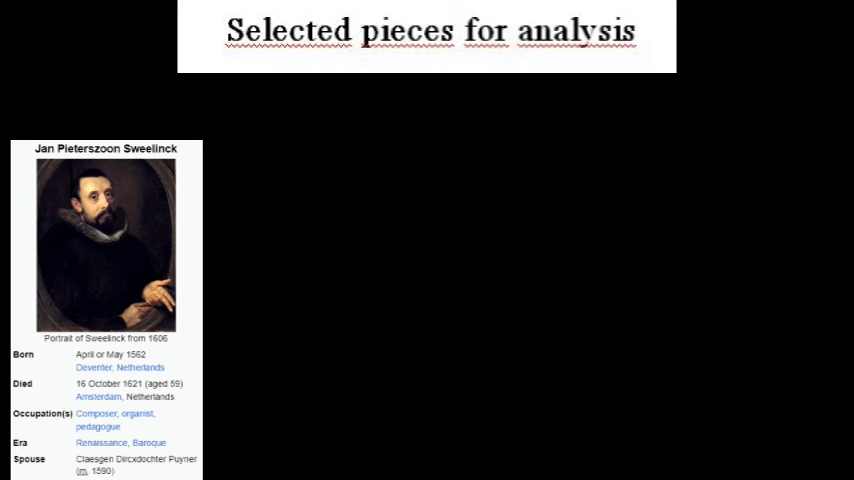 Selected pieces for analysis
Jan Pieterszoon Sweelinck
Portrait of Sweelinck from 1606
Born April or May 1562
Deventer, Netherlands
Died 16 October 1621 (aged 59)
Amsterdam, Netherlands
Occupation(s) Composer, organist,
pedagogue
Era Renaissance, Baroque
Spouse Claesgen Dircxdochter Puyner
(m. 1590)